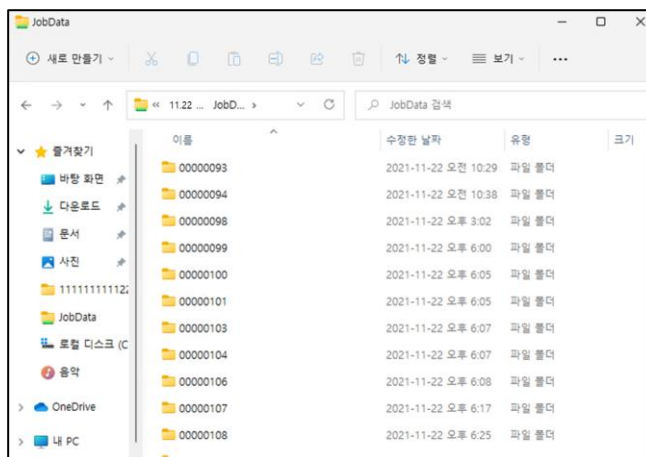 JobData
새로 만들기
정렬
보기
« 11.22 ... JobD... ›
JobData 검색
이름 수정한 날짜 유형 크기
즐겨찾기
바탕 화면
다운로드
문서
사진
111111111122
JobData
로컬 디스크 (C
음악
OneDrive
내 PC
00000093 2021-11-22 오전 10:29 파일 폴더
00000094 2021-11-22 오전 10:38 파일 폴더
00000098 2021-11-22 오후 3:02 파일 폴더
00000099 2021-11-22 오후 6:00 파일 폴더
00000100 2021-11-22 오후 6:05 파일 폴더
00000101 2021-11-22 오후 6:05 파일 폴더
00000103 2021-11-22 오후 6:07 파일 폴더
00000104 2021-11-22 오후 6:07 파일 폴더
00000106 2021-11-22 오후 6:08 파일 폴더
00000107 2021-11-22 오후 6:17 파일 폴더
00000108 2021-11-22 오후 6:25 파일 폴더